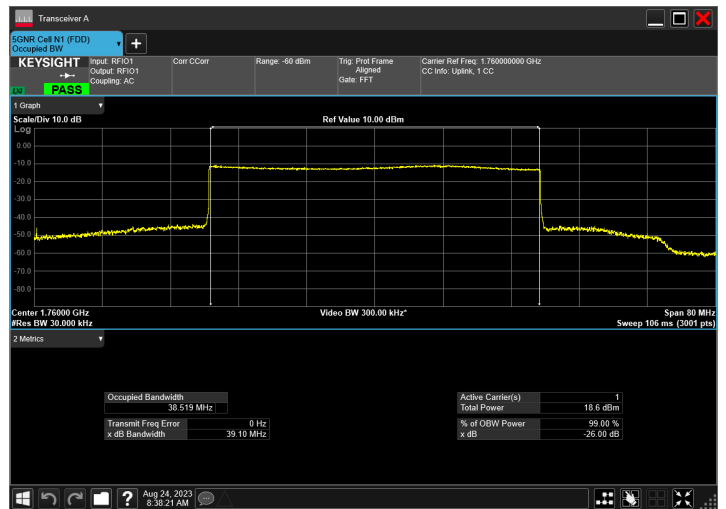 Transceiver A
5GNR Cell N1 (FDD)
Occupied BW
KEYSIGHT
LXI
PASS
Input: RFIO1
Output: RFIO1
Coupling: AC
Corr CCorr
Range: -60 dBm
Trig: Prot Frame
Aligned
Gate: FFT
Carrier Ref Freq: 1.760000000 GHz
CC Info: Uplink, 1 CC
1 Graph
Scale/Div 10.0 dB
Ref Value 10.00 dBm
Log
0.00
-10.0
-20.0
-30.0
-40.0
-50.0
-60.0
-70.0
-80.0
Center 1.76000 GHz
Video BW 300.00 kHz*
Span 80 MHz
#Res BW 30.000 kHz
Sweep 106 ms (3001 pts)
2 Metrics
Occupied Bandwidth
38.519 MHz
Transmit Freq Error 0 Hz
x dB Bandwidth 39.10 MHz
Active Carrier(s) 1
Total Power 18.6 dBm
% of OBW Power 99.00 %
x dB -26.00 dB
?
Aug 24, 2023
8:38:21 AM